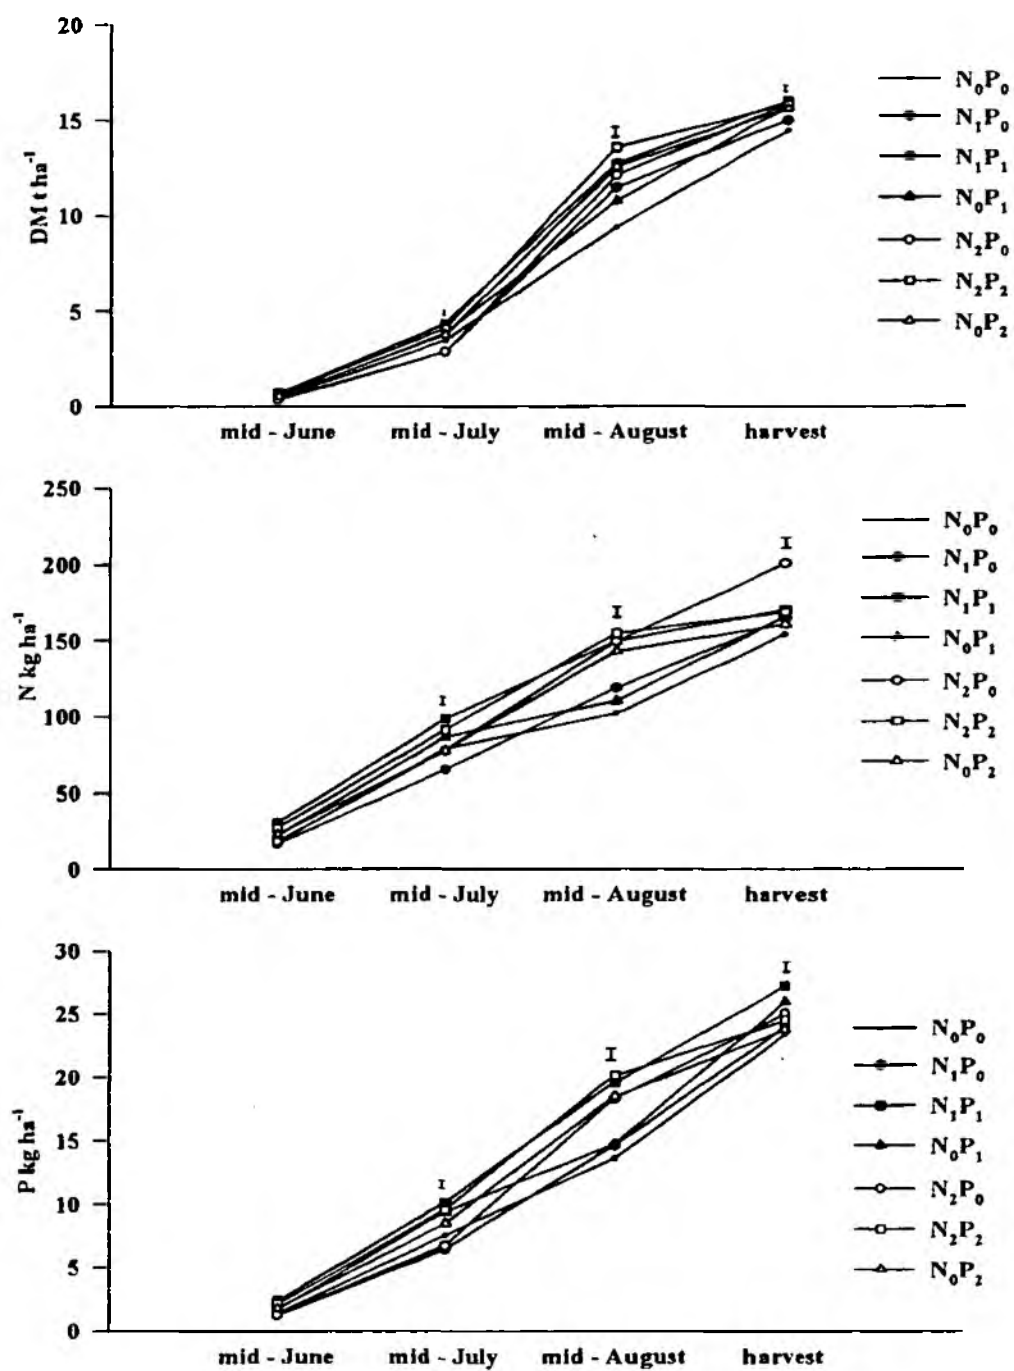 20
15
10
5
0
DM t ha⁻¹
mid - June mid - July mid - August harvest
N₀P₀
N₁P₀
N₁P₁
N₀P₁
N₂P₀
N₂P₂
N₀P₂
250
200
150
100
50
0
N kg ha⁻¹
mid - June mid - July mid - August harvest
N₀P₀
N₁P₀
N₁P₁
N₀P₁
N₂P₀
N₂P₂
N₀P₂
30
25
20
15
10
5
0
P kg ha⁻¹
mid - June mid - July mid - August harvest
N₀P₀
N₁P₀
N₁P₁
N₀P₁
N₂P₀
N₂P₂
N₀P₂